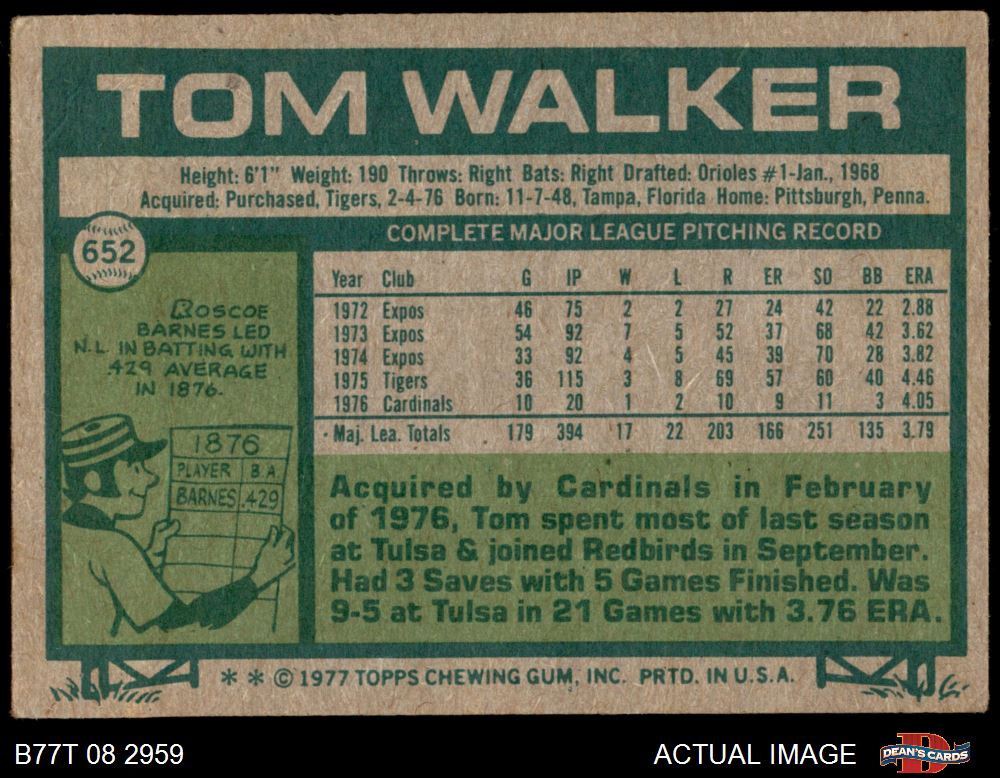 TOM WALKER
Height: 6'1" Weight: 190 Throws: Right Bats: Right Drafted: Orioles #1-Jan., 1968
Acquired: Purchased, Tigers, 2-4-76 Born: 11-7-48, Tampa, Florida Home: Pittsburgh, Penna.
652
COMPLETE MAJOR LEAGUE PITCHING RECORD
Year Club G IP W L R ER SO BB ERA
1972 Expos 46 75 2 2 27 24 42 22 2.88
1973 Expos 54 92 7 5 52 37 68 42 3.62
1974 Expos 33 92 4 5 45 39 70 28 3.82
1975 Tigers 36 115 3 8 69 57 60 40 4.46
1976 Cardinals 10 20 1 2 10 9 11 3 4.05
Maj. Lea. Totals 179 394 17 22 203 166 251 135 3.79
ROSCOE
BARNES LED
N.L. IN BATTING WITH
.429 AVERAGE
IN 1876.
1876
PLAYER B.A.
BARNES .429
Acquired by Cardinals in February
of 1976, Tom spent most of last season
at Tulsa & joined Redbirds in September.
Had 3 Saves with 5 Games Finished. Was
9-5 at Tulsa in 21 Games with 3.76 ERA.
* * © 1977 TOPPS CHEWING GUM, INC. PRTD. IN U.S.A.
B77T 08 2959
ACTUAL IMAGE
DEAN'S CARDS